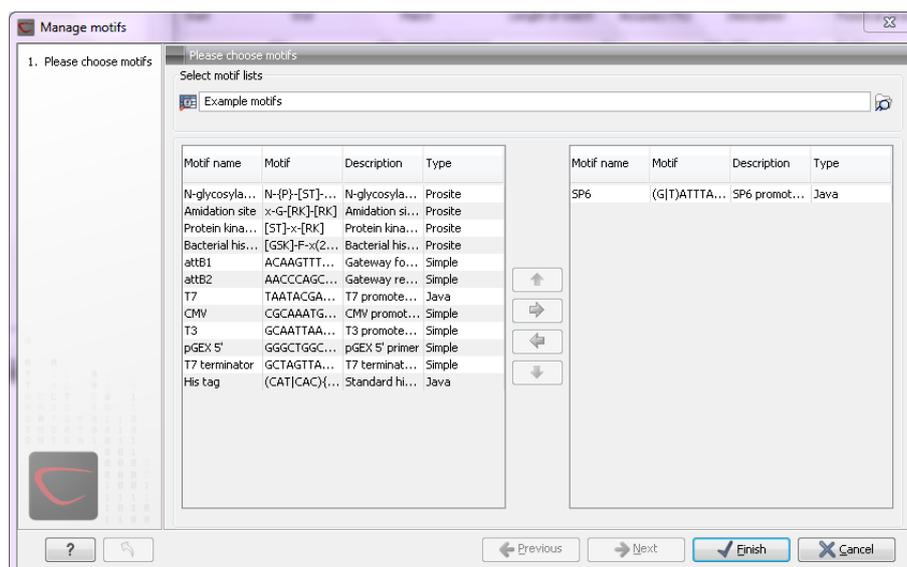 Manage motifs
1. Please choose motifs
Please choose motifs
Select motif lists
Example motifs
Motif name Motif Description Type
N-glycosyla... N-{P}-[ST]-... N-glycosyla... Prosite
Amidation site x-G-[RK]-[RK] Amidation si... Prosite
Protein kina... [ST]-x-[RK] Protein kina... Prosite
Bacterial his... [GSK]-F-x(2... Bacterial his... Prosite
attB1 ACAAGTTT... Gateway fo... Simple
attB2 AACCCAGC... Gateway re... Simple
T7 TAATACGA... T7 promote... Java
CMV CGCAAATG... CMV promot... Simple
T3 GCAATTAA... T3 promote... Simple
pGEX 5' GGGCTGGC... pGEX 5' primer Simple
T7 terminator GCTAGTTA... T7 terminat... Simple
His tag (CAT|CAC){... Standard hi... Java
Motif name Motif Description Type
SP6 (G|T)ATTTA... SP6 promot... Java
? Previous Next Finish Cancel